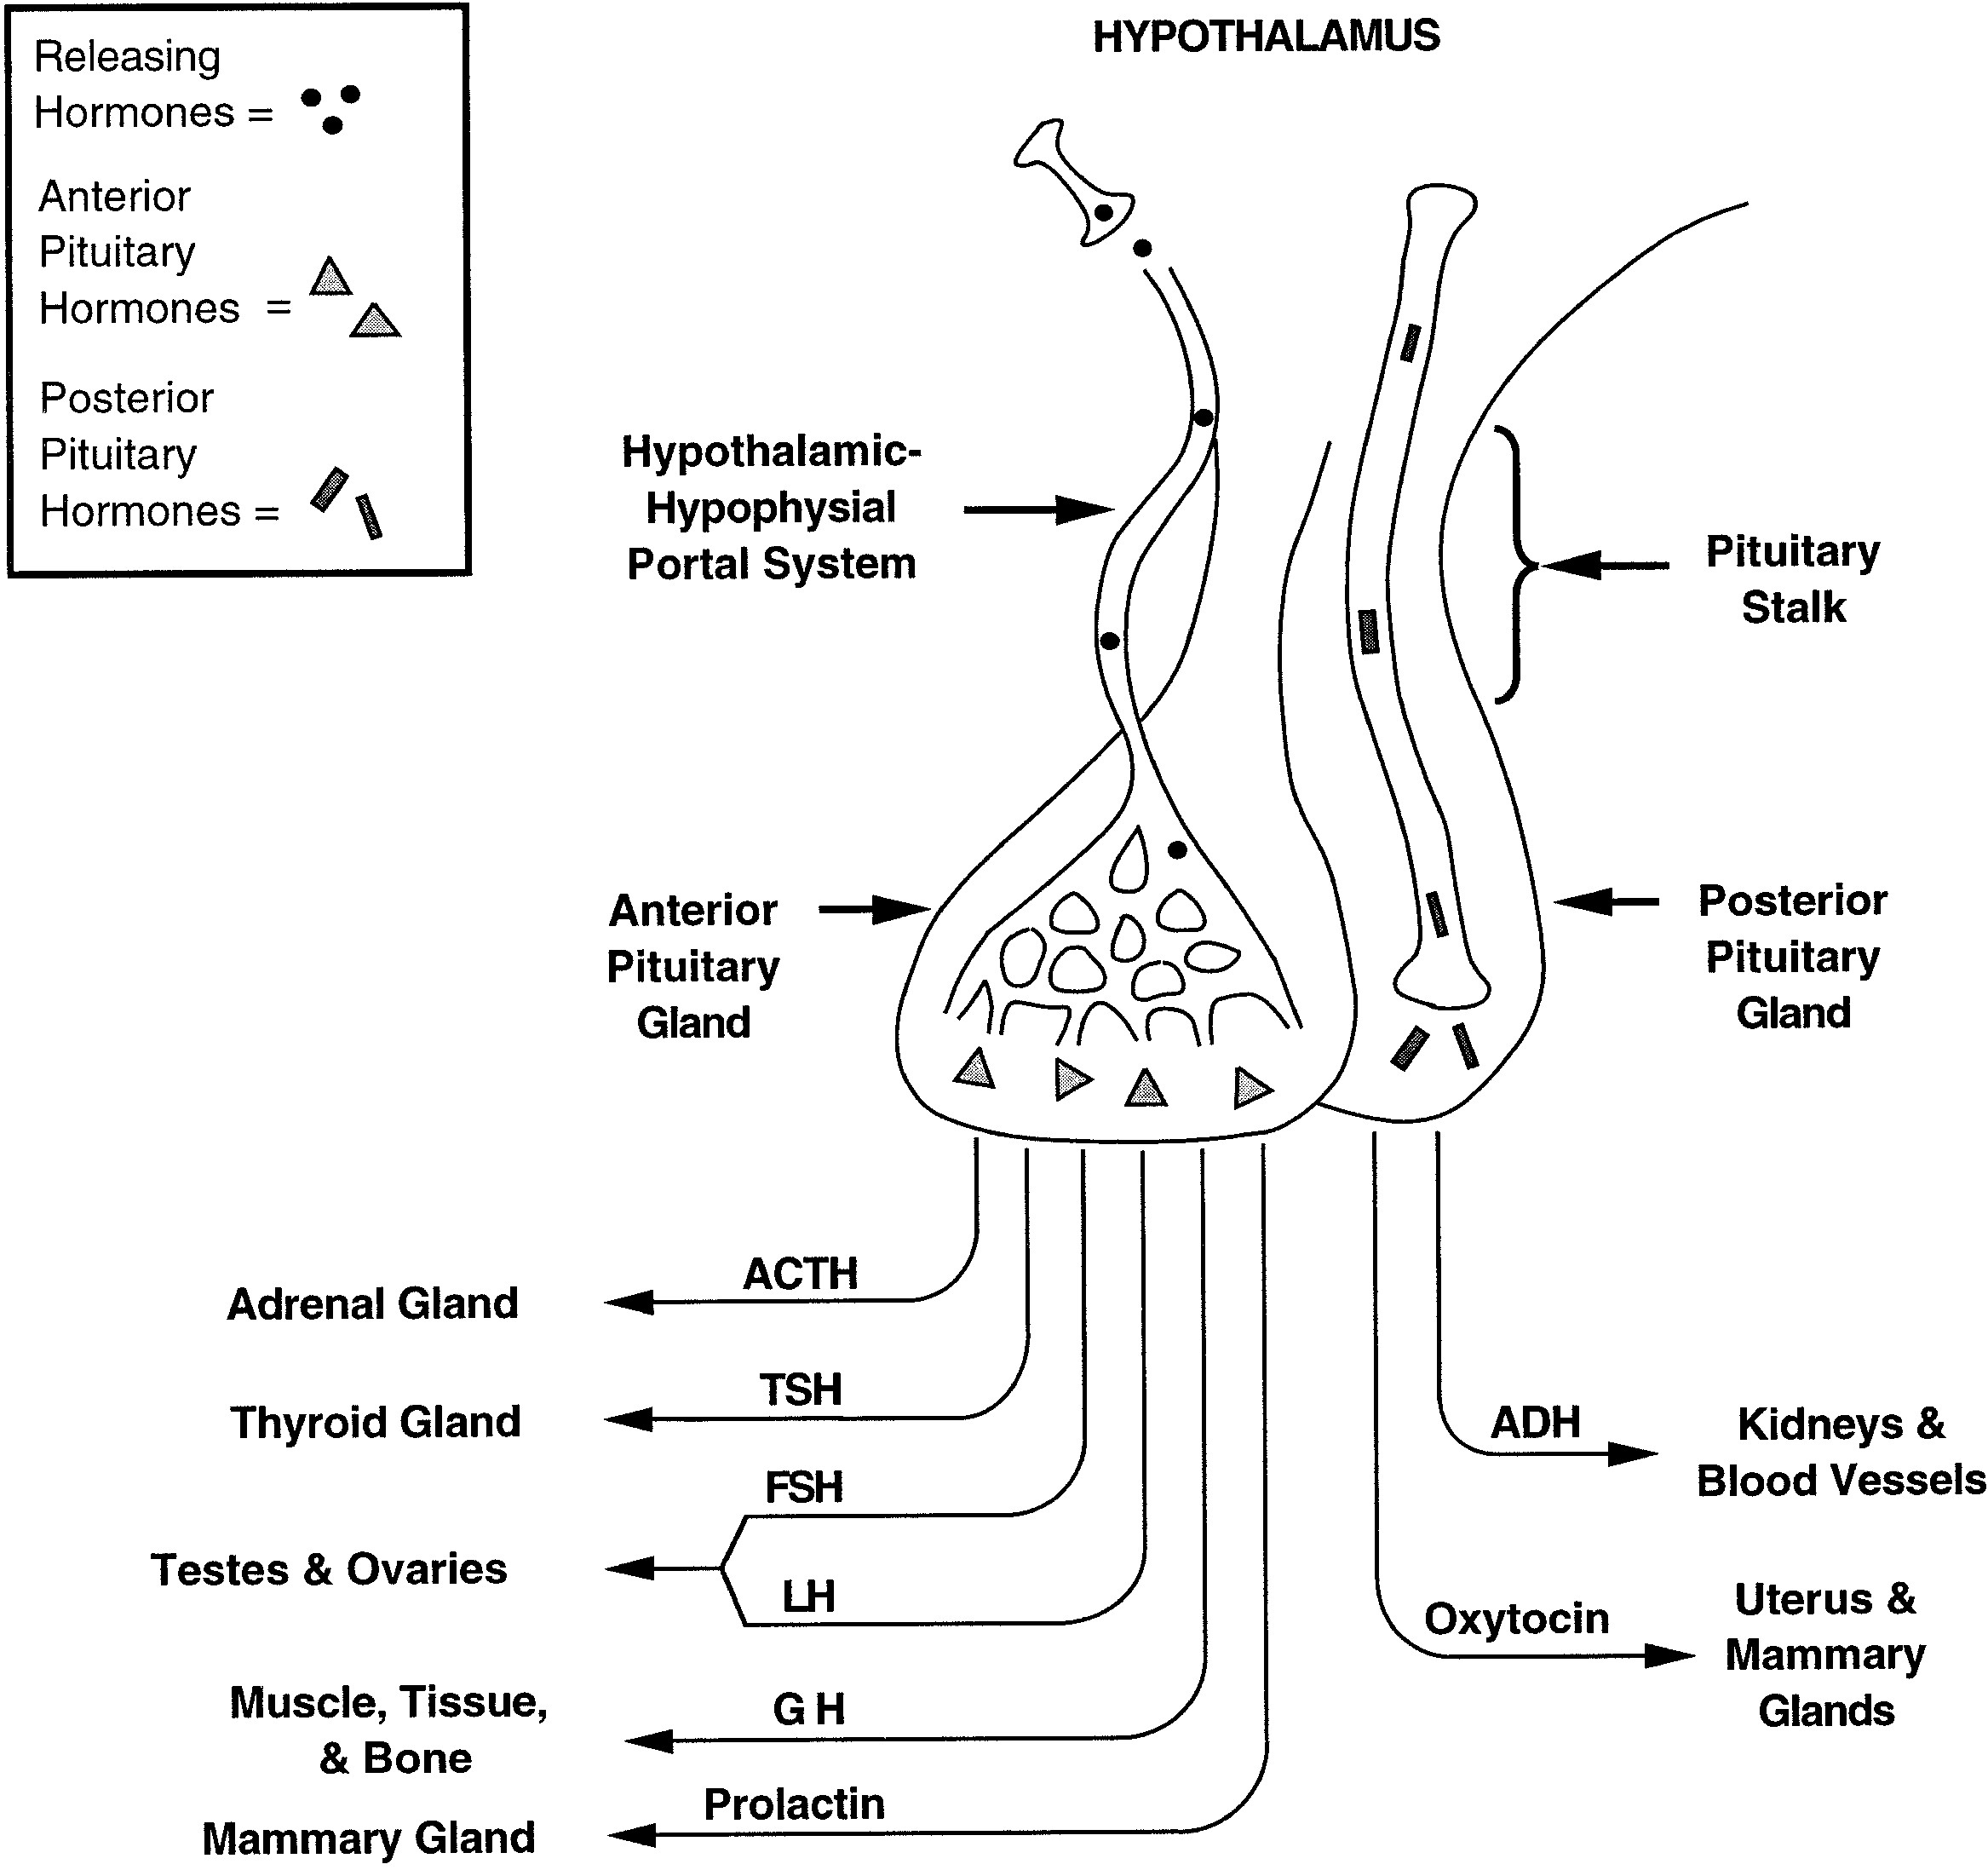 Releasing
Hormones =
Anterior
Pituitary
Hormones =
Posterior
Pituitary
Hormones =
HYPOTHALAMUS
Hypothalamic-
Hypophysial
Portal System
Pituitary
Stalk
Anterior
Pituitary
Gland
Posterior
Pituitary
Gland
ACTH
Adrenal Gland
TSH
Thyroid Gland
FSH
Testes & Ovaries
LH
G H
Muscle, Tissue,
& Bone
Prolactin
Mammary Gland
ADH
Kidneys &
Blood Vessels
Oxytocin
Uterus &
Mammary
Glands